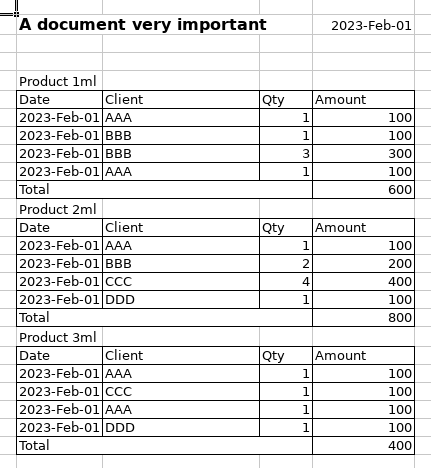 A document very important 2023-Feb-01
Product 1ml
Date Client Qty Amount
2023-Feb-01 AAA 1 100
2023-Feb-01 BBB 1 100
2023-Feb-01 BBB 3 300
2023-Feb-01 AAA 1 100
Total 600
Product 2ml
Date Client Qty Amount
2023-Feb-01 AAA 1 100
2023-Feb-01 BBB 2 200
2023-Feb-01 CCC 4 400
2023-Feb-01 DDD 1 100
Total 800
Product 3ml
Date Client Qty Amount
2023-Feb-01 AAA 1 100
2023-Feb-01 CCC 1 100
2023-Feb-01 AAA 1 100
2023-Feb-01 DDD 1 100
Total 400